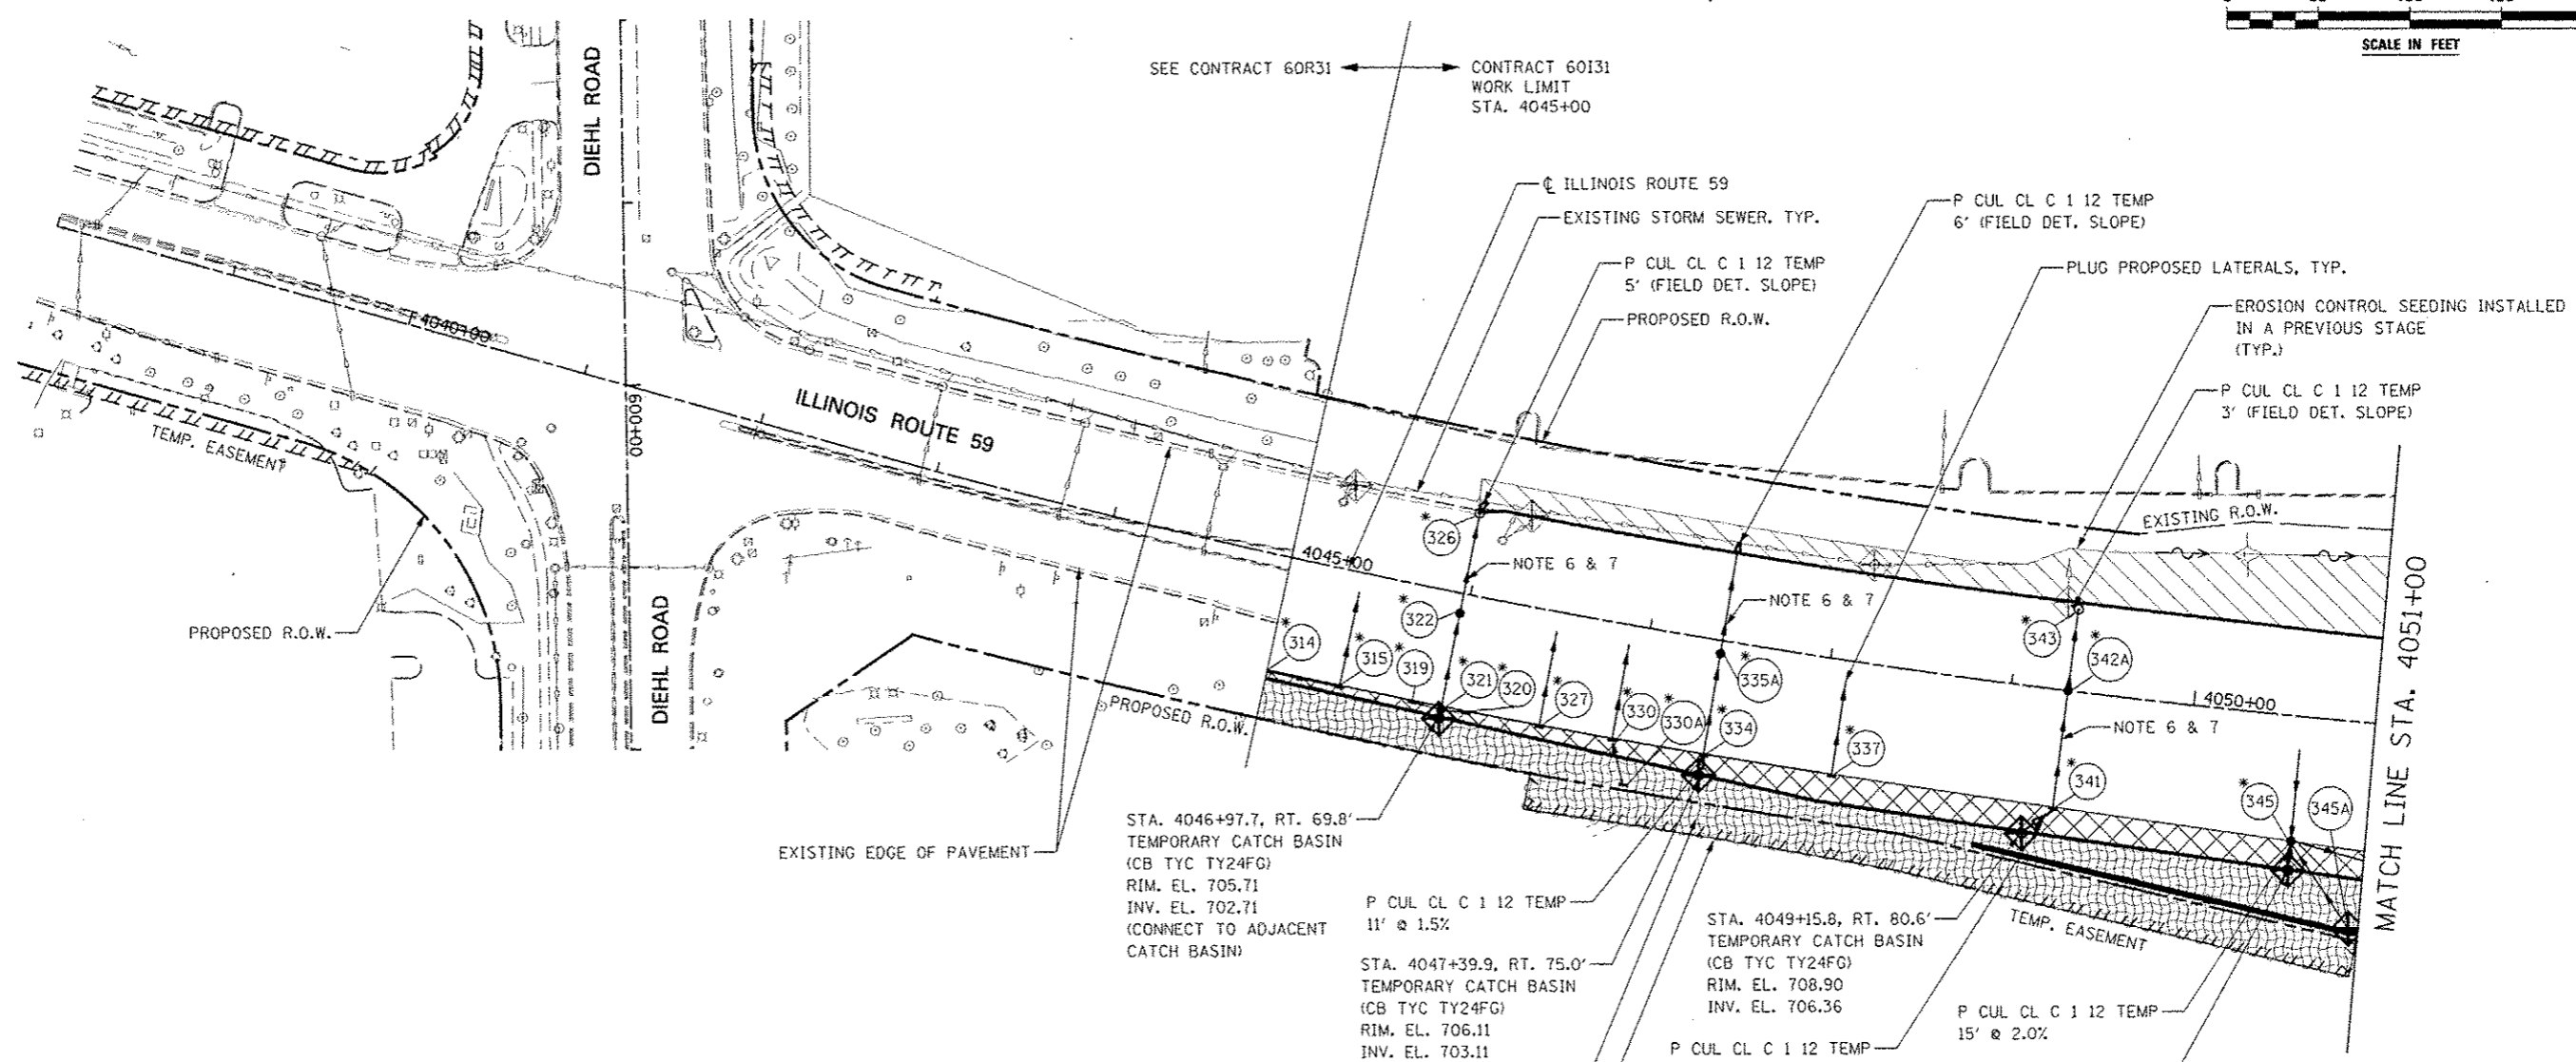 SCALE IN FEET
SEE CONTRACT 60R31
CONTRACT 60I31
WORK LIMIT
STA. 4045+00
DIEHL ROAD
℄ ILLINOIS ROUTE 59
EXISTING STORM SEWER, TYP.
P CUL CL C 1 12 TEMP
5' (FIELD DET. SLOPE)
PROPOSED R.O.W.
P CUL CL C 1 12 TEMP
6' (FIELD DET. SLOPE)
PLUG PROPOSED LATERALS, TYP.
EROSION CONTROL SEEDING INSTALLED
IN A PREVIOUS STAGE
(TYP.)
P CUL CL C 1 12 TEMP
3' (FIELD DET. SLOPE)
4040+00
600+00
ILLINOIS ROUTE 59
TEMP. EASEMENT
PROPOSED R.O.W.
DIEHL ROAD
EXISTING EDGE OF PAVEMENT
PROPOSED R.O.W.
4045+00
EXISTING R.O.W.
NOTE 6 & 7
NOTE 6 & 7
NOTE 6 & 7
4050+00
MATCH LINE STA. 4051+00
*326
*322
*314
*315
*319
*321
*320
*327
*330
*330A
*334
*335A
*337
*343
*342A
*341
*345
345A
STA. 4046+97.7, RT. 69.8'
TEMPORARY CATCH BASIN
(CB TYC TY24FG)
RIM. EL. 705.71
INV. EL. 702.71
(CONNECT TO ADJACENT
CATCH BASIN)
P CUL CL C 1 12 TEMP
11' @ 1.5%
STA. 4047+39.9, RT. 75.0'
TEMPORARY CATCH BASIN
(CB TYC TY24FG)
RIM. EL. 706.11
INV. EL. 703.11
STA. 4049+15.8, RT. 80.6'
TEMPORARY CATCH BASIN
(CB TYC TY24FG)
RIM. EL. 708.90
INV. EL. 706.36
P CUL CL C 1 12 TEMP
TEMP. EASEMENT
P CUL CL C 1 12 TEMP
15' @ 2.0%